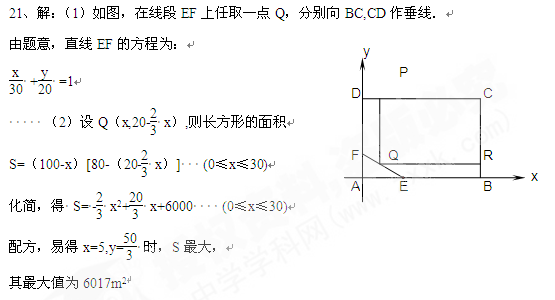 21、解：（1）如图，在线段 EF 上任取一点 Q，分别向 BC,CD 作垂线．
由题意，直线 EF 的方程为：
x/30 + y/20 =1
（2）设 Q（x,20-2/3 x）,则长方形的面积
S=（100-x）[80-（20-2/3 x）] （0≤x≤30)
化简，得 S=-2/3 x²+20/3 x+6000 （0≤x≤30)
配方，易得 x=5,y=50/3 时，S 最大，
其最大值为 6017m²
y
P
D
C
F
Q
R
A
E
B
x